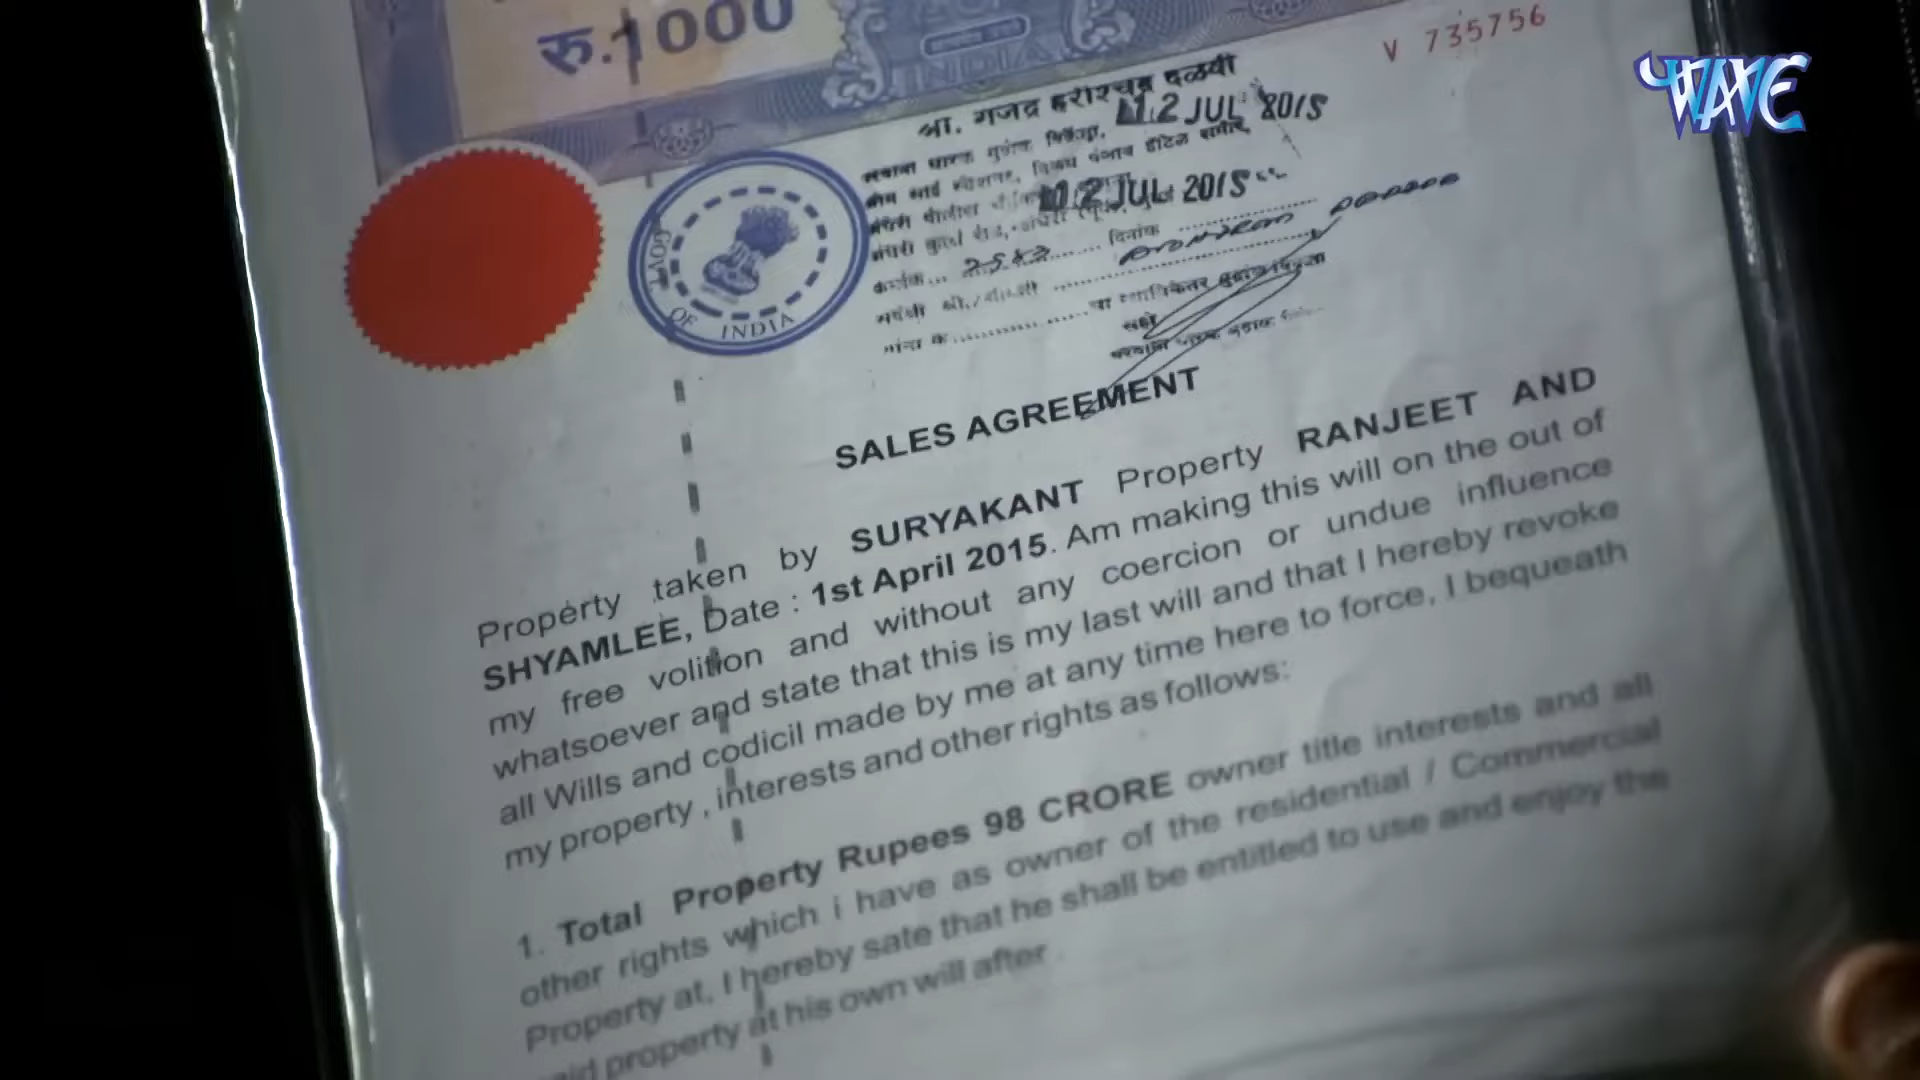 रु.1000
INDIA
V 735756
WAVE
श्री. गजेंद्र हरीश्चंद्र दळवी
12 JUL 2015
12 JUL 2015
GOVT OF INDIA
दिनांक
SALES AGREEMENT
Property taken by SURYAKANT Property RANJEET AND
SHYAMLEE, Date : 1st April 2015. Am making this will on the out of
my free volition and without any coercion or undue influence
whatsoever and state that this is my last will and that I hereby revoke
all Wills and codicil made by me at any time here to force, I bequeath
my property , interests and other rights as follows:
1. Total Property Rupees 98 CRORE owner title interests and all
other rights which i have as owner of the residential / Commercial
Property at, I hereby sate that he shall be entitled to use and enjoy the
property at his own will after